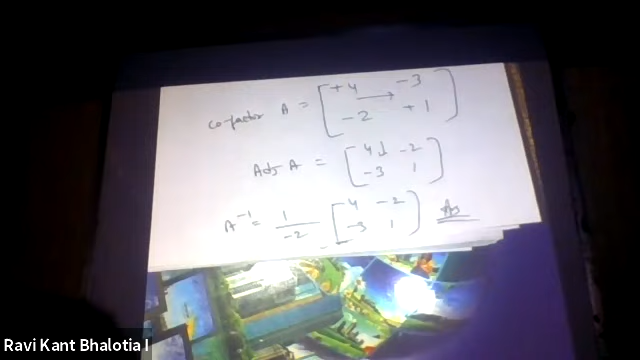 co-factor A = [ +4 → -3
-2 +1 ]
Adj A = [ 4 ↓ -2
-3 1 ]
A⁻¹ = 1/-2 [ 4 -2
-3 1 ] As
Ravi Kant Bhalotia I